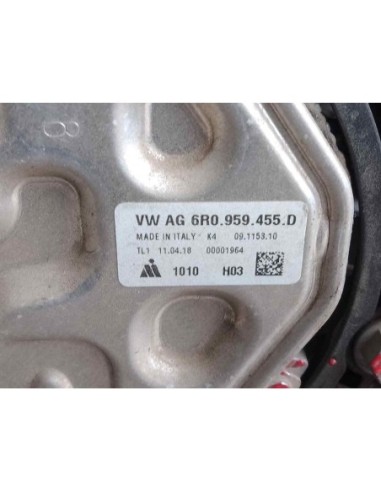 8
VW AG 6R0.959.455.D
MADE IN ITALY K4 09.1153.10
TL1 11.04.18 00001964
1010 H03